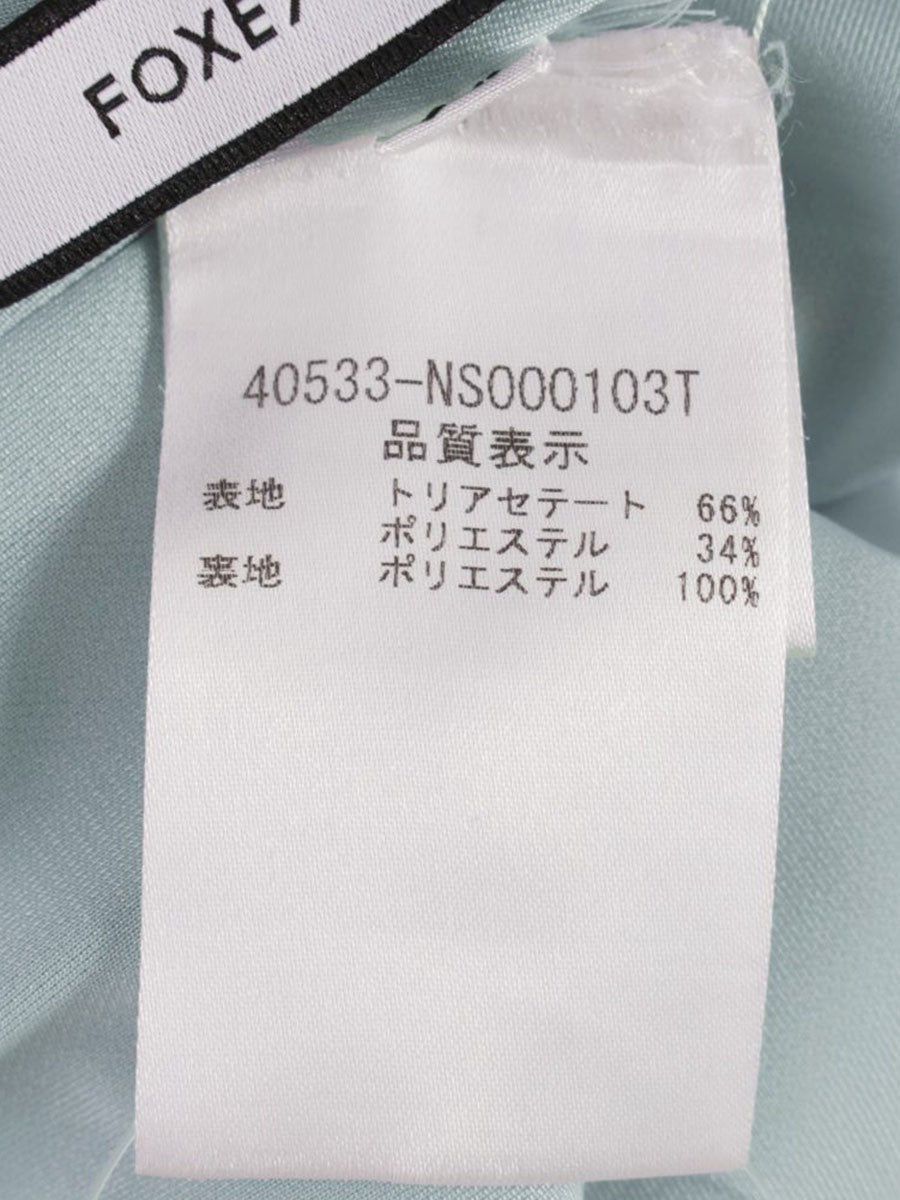 FOXEY
40533-NS000103T
品質表示
表地 トリアセテート 66%
ポリエステル 34%
裏地 ポリエステル 100%